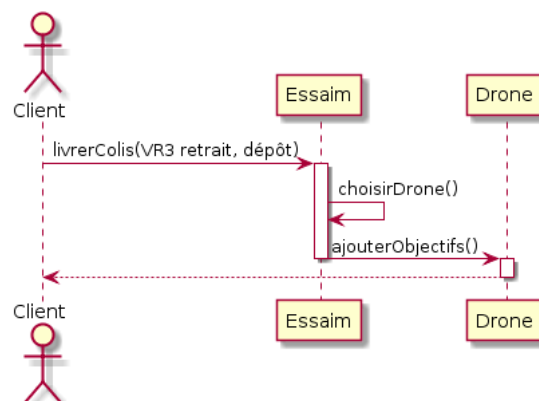 Client
Essaim
Drone
livrerColis(VR3 retrait, dépôt)
choisirDrone()
ajouterObjectifs()
Client
Essaim
Drone